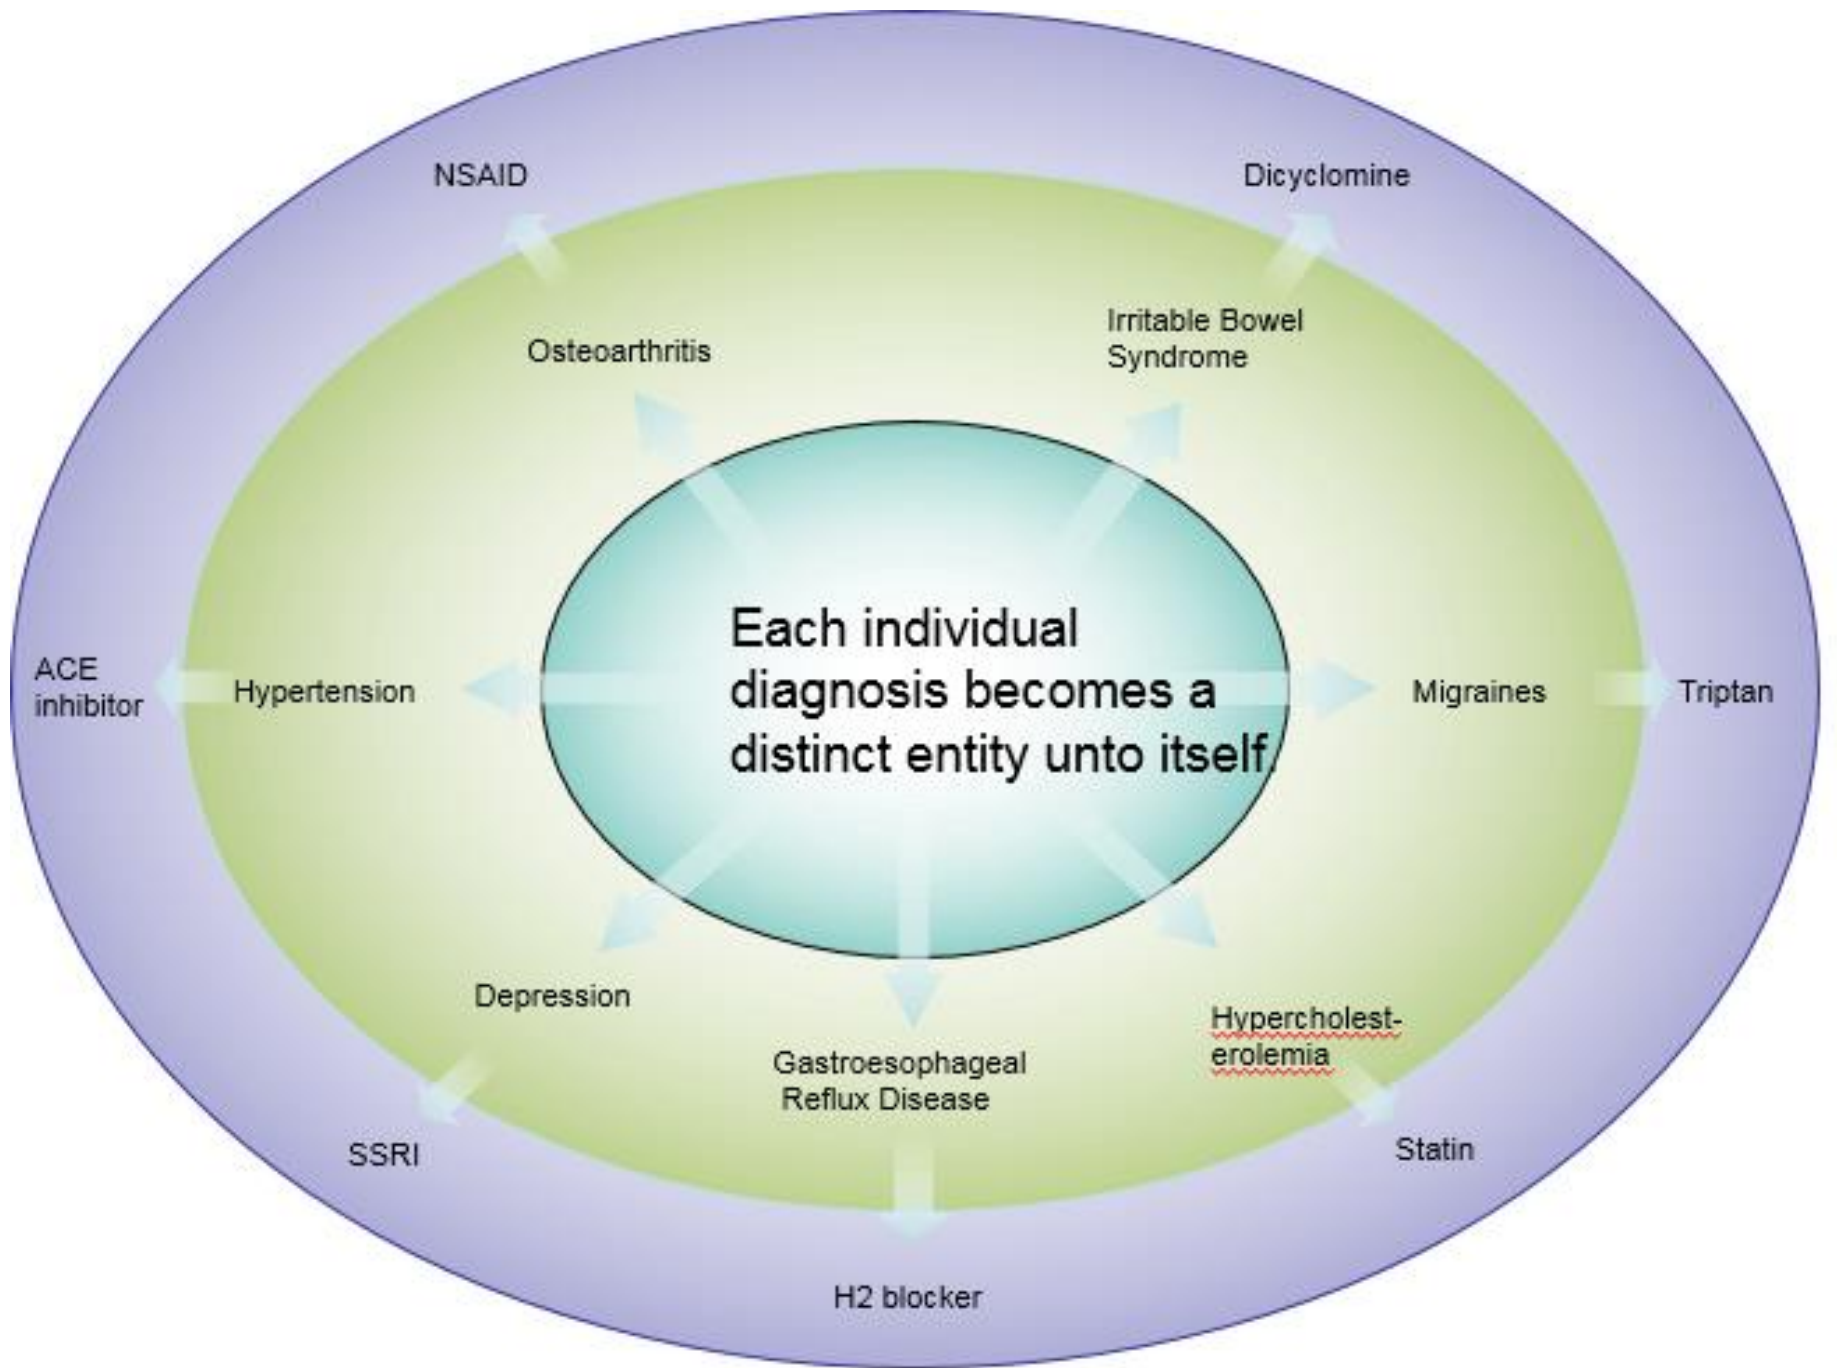 NSAID
Dicyclomine
Irritable Bowel
Syndrome
Osteoarthritis
Each individual
diagnosis becomes a
distinct entity unto itself.
ACE
inhibitor
Hypertension
Migraines
Triptan
Depression
Gastroesophageal
Reflux Disease
Hypercholest-
erolemia
SSRI
Statin
H2 blocker